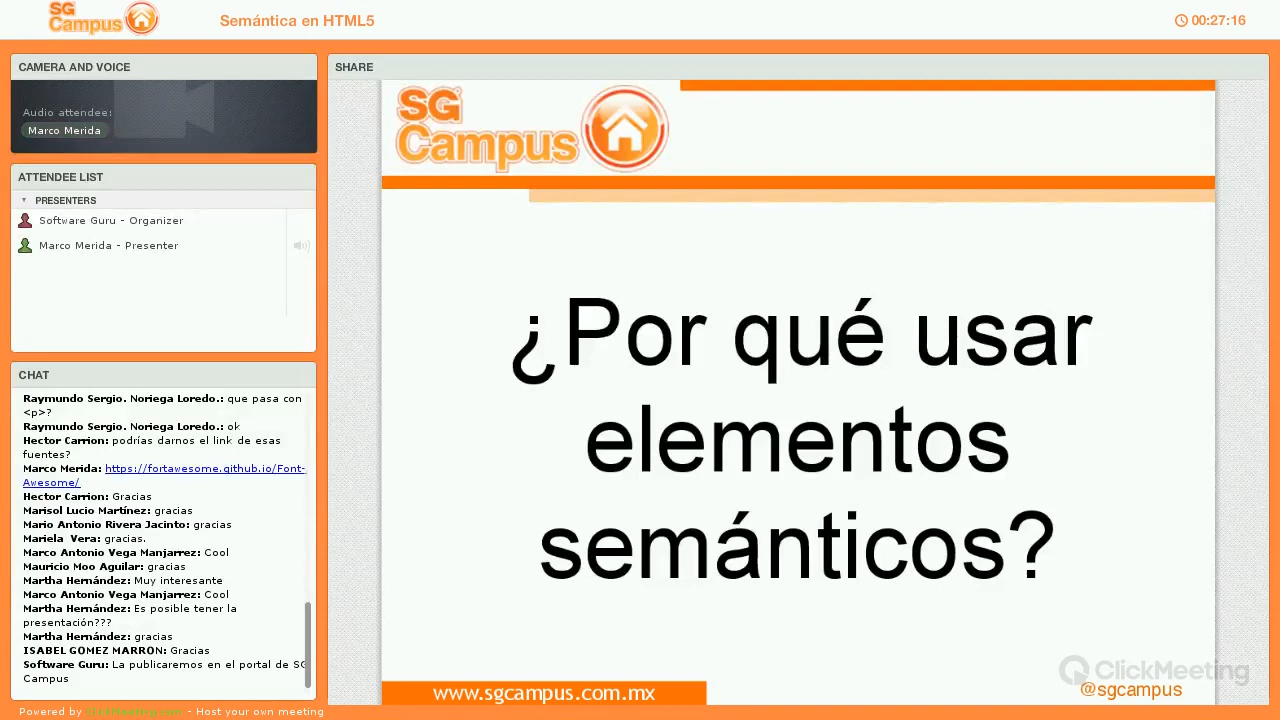 SG Campus
Semántica en HTML5
00:27:16
CAMERA AND VOICE
Audio attendee:
Marco Merida
ATTENDEE LIST
PRESENTERS
Software Guru - Organizer
Marco Merida - Presenter
CHAT
Raymundo Sergio. Noriega Loredo.: que pasa con
<p>?
Raymundo Sergio. Noriega Loredo.: ok
Hector Carrion: podrías darnos el link de esas
fuentes?
Marco Merida: https://fortawesome.github.io/Font-
Awesome/
Hector Carrion: Gracias
Marisol Lucio Martínez: gracias
Mario Antonio Rivera Jacinto: gracias
Mariela Vera: gracias.
Marco Antonio Vega Manjarrez: Cool
Mauricio Moo Aguilar: gracias
Martha Hernández: Muy interesante
Marco Antonio Vega Manjarrez: Cool
Martha Hernández: Es posible tener la
presentación???
Martha Hernández: gracias
ISABEL GOMEZ MARRON: Gracias
Software Guru: La publicaremos en el portal de SG
Campus
Powered by ClickMeeting.com - Host your own meeting
SHARE
SG
Campus
¿Por qué usar
elementos
semánticos?
www.sgcampus.com.mx
ClickMeeting
@sgcampus